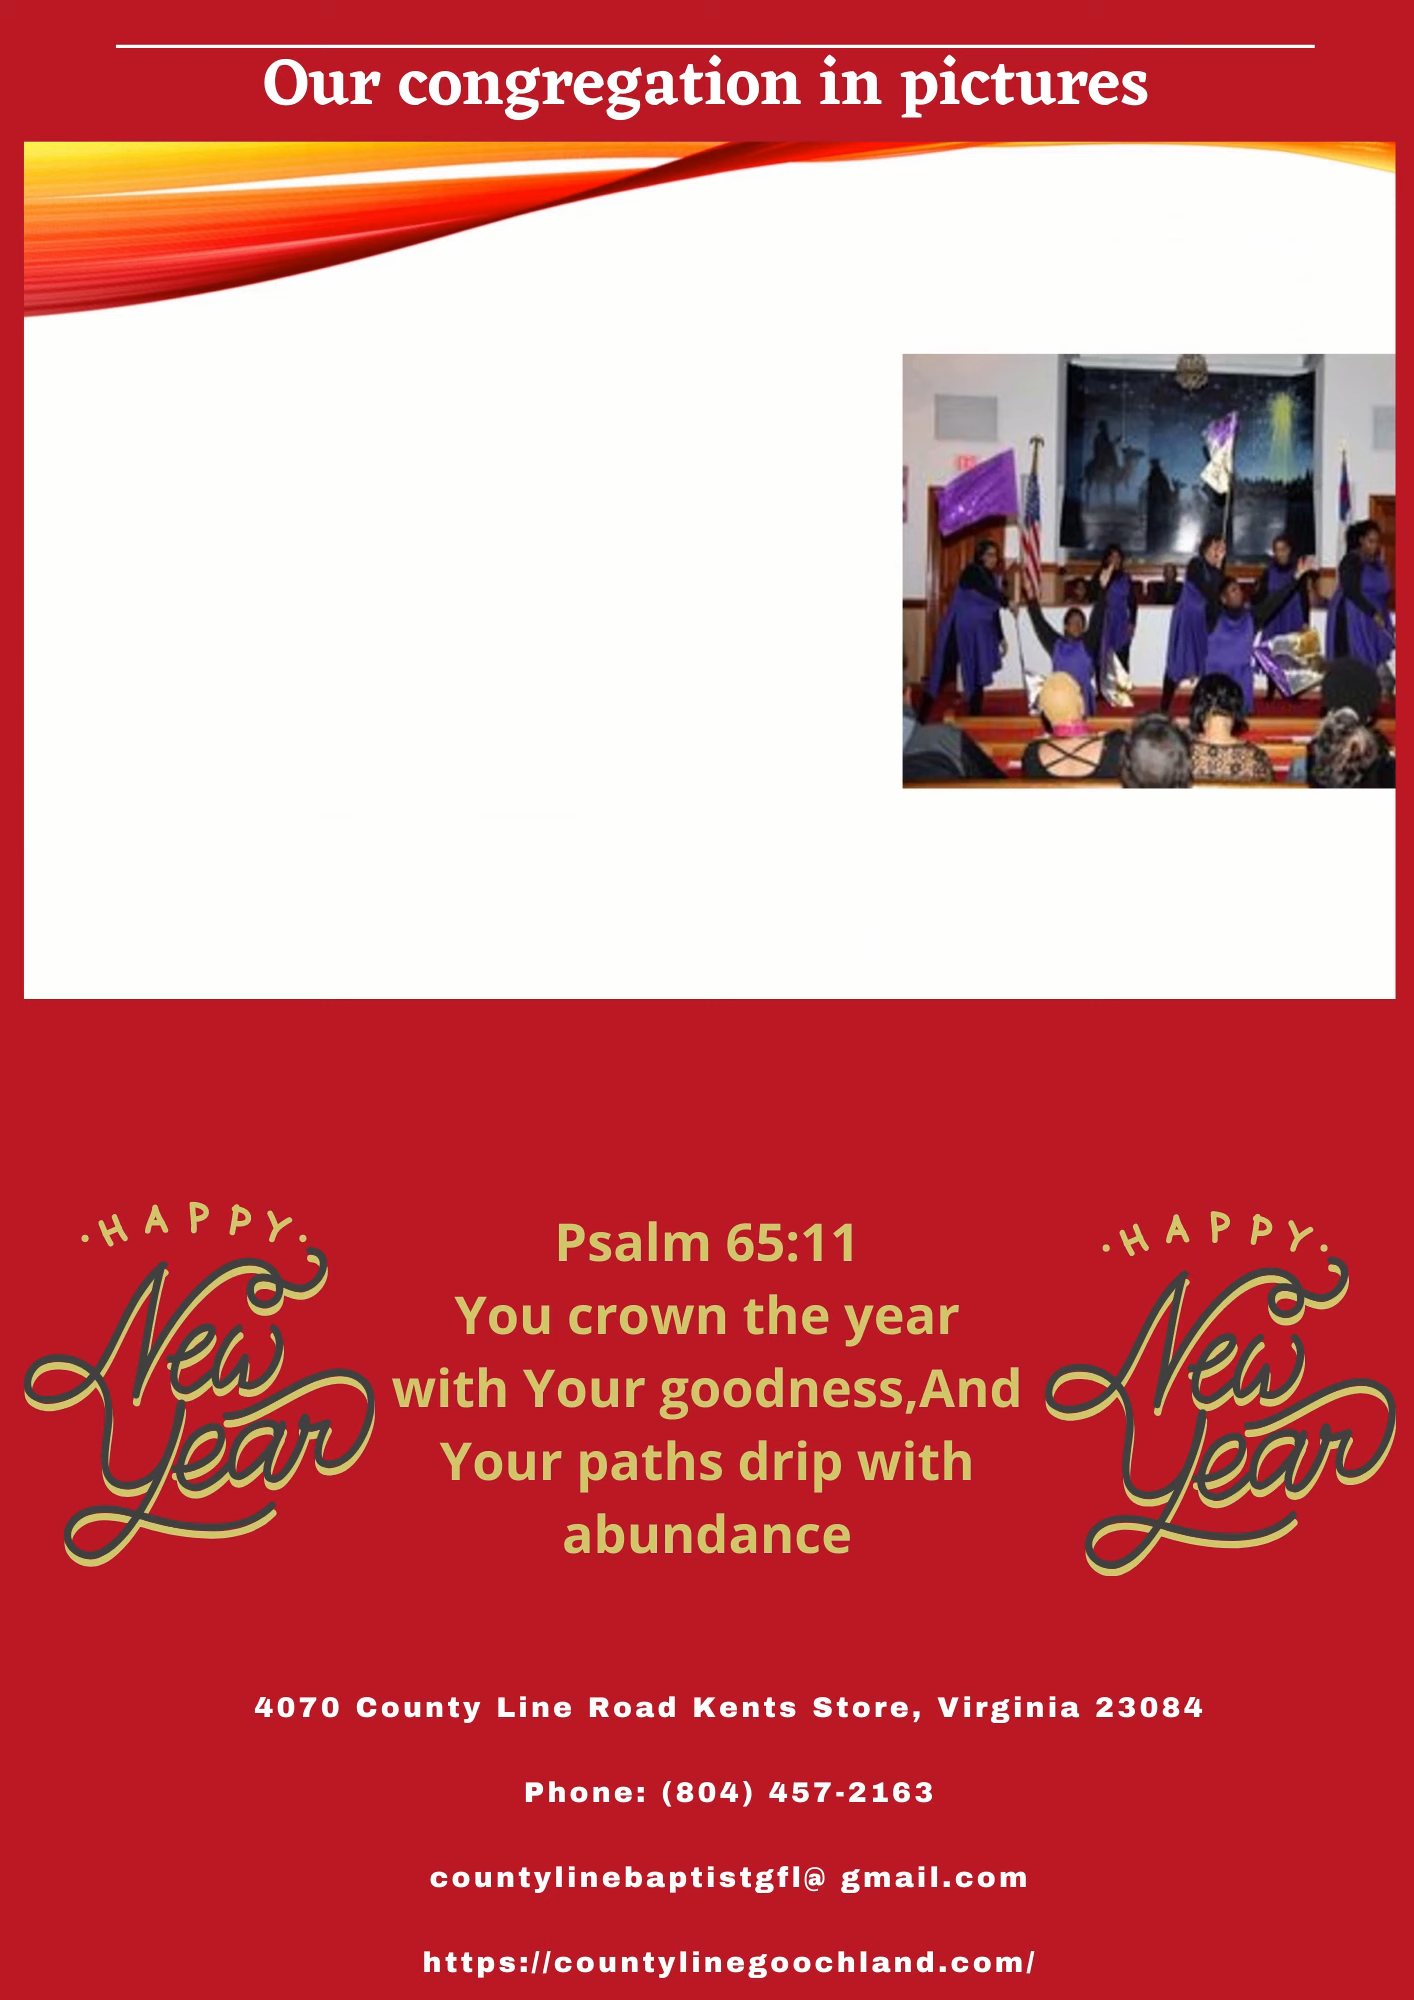 Our congregation in pictures
·HAPPY·
New
Year
Psalm 65:11
You crown the year
with Your goodness,And
Your paths drip with
abundance
·HAPPY·
New
Year
4070 County Line Road Kents Store, Virginia 23084
Phone: (804) 457-2163
countylinebaptistgfl@ gmail.com
https://countylinegoochland.com/